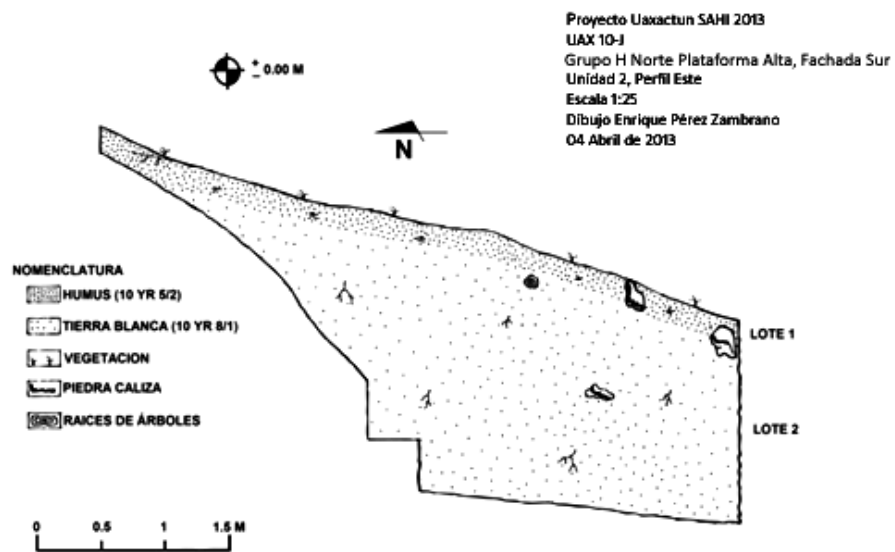 Proyecto Uaxactun SAHI 2013
UAX 10-J
Grupo H Norte Plataforma Alta, Fachada Sur
Unidad 2, Perfil Este
Escala 1:25
Dibujo Enrique Pérez Zambrano
04 Abril de 2013
+
- 0.00 M
N
NOMENCLATURA
HUMUS (10 YR 5/2)
TIERRA BLANCA (10 YR 8/1)
VEGETACION
PIEDRA CALIZA
RAICES DE ÁRBOLES
LOTE 1
LOTE 2
0 0.5 1 1.5 M